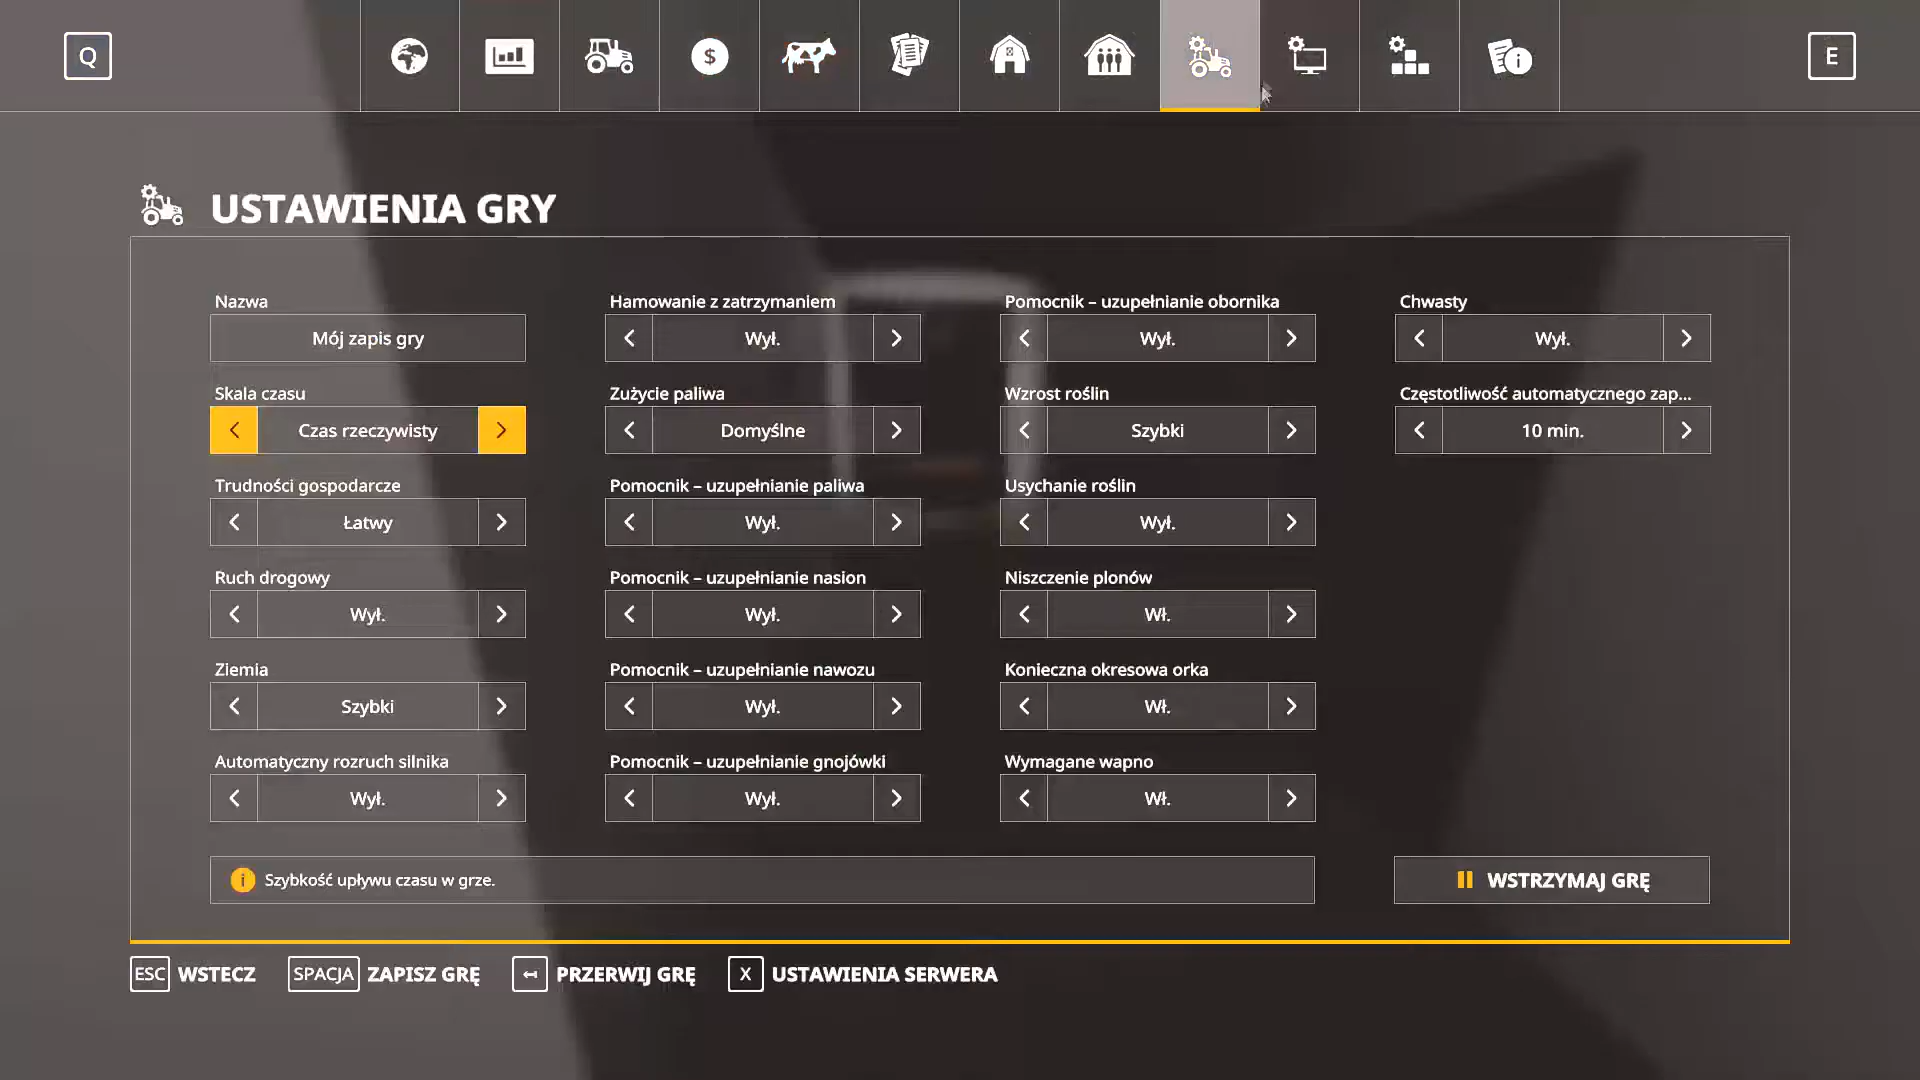 Q
$
E
USTAWIENIA GRY
Nazwa
Mój zapis gry
Skala czasu
Czas rzeczywisty
Trudności gospodarcze
Łatwy
Ruch drogowy
Wył.
Ziemia
Szybki
Automatyczny rozruch silnika
Wył.
Hamowanie z zatrzymaniem
Wył.
Zużycie paliwa
Domyślne
Pomocnik – uzupełnianie paliwa
Wył.
Pomocnik – uzupełnianie nasion
Wył.
Pomocnik – uzupełnianie nawozu
Wył.
Pomocnik – uzupełnianie gnojówki
Wył.
Pomocnik – uzupełnianie obornika
Wył.
Wzrost roślin
Szybki
Usychanie roślin
Wył.
Niszczenie plonów
Wł.
Konieczna okresowa orka
Wł.
Wymagane wapno
Wł.
Chwasty
Wył.
Częstotliwość automatycznego zap...
10 min.
Szybkość upływu czasu w grze.
WSTRZYMAJ GRĘ
ESC WSTECZ SPACJA ZAPISZ GRĘ PRZERWIJ GRĘ X USTAWIENIA SERWERA